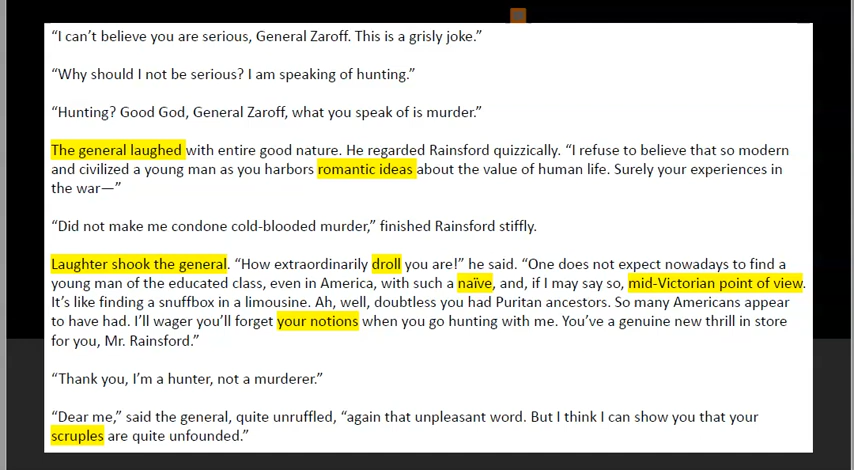 “I can’t believe you are serious, General Zaroff. This is a grisly joke.”
“Why should I not be serious? I am speaking of hunting.”
“Hunting? Good God, General Zaroff, what you speak of is murder.”
The general laughed with entire good nature. He regarded Rainsford quizzically. “I refuse to believe that so modern
and civilized a young man as you harbors romantic ideas about the value of human life. Surely your experiences in
the war—”
“Did not make me condone cold-blooded murder,” finished Rainsford stiffly.
Laughter shook the general. “How extraordinarily droll you are!” he said. “One does not expect nowadays to find a
young man of the educated class, even in America, with such a naïve, and, if I may say so, mid-Victorian point of view.
It’s like finding a snuffbox in a limousine. Ah, well, doubtless you had Puritan ancestors. So many Americans appear
to have had. I’ll wager you’ll forget your notions when you go hunting with me. You’ve a genuine new thrill in store
for you, Mr. Rainsford.”
“Thank you, I’m a hunter, not a murderer.”
“Dear me,” said the general, quite unruffled, “again that unpleasant word. But I think I can show you that your
scruples are quite unfounded.”